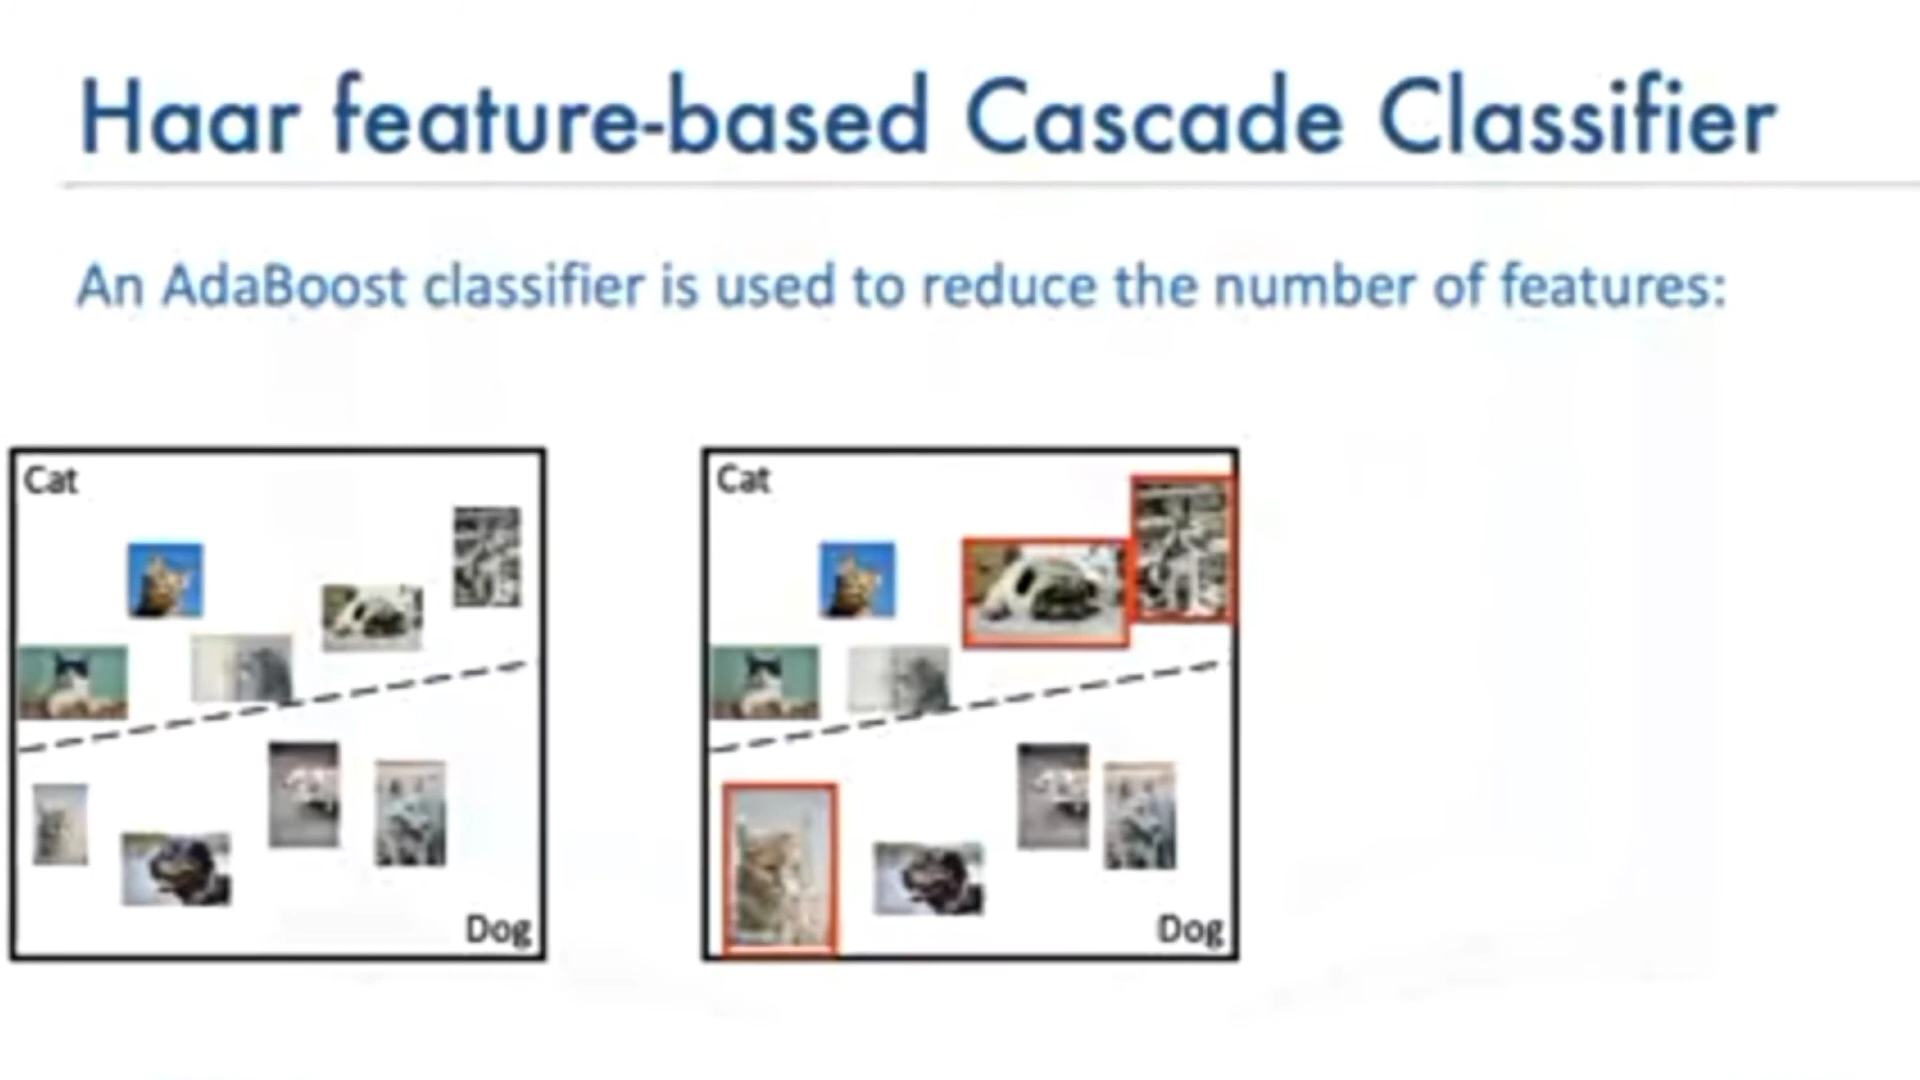 Haar feature-based Cascade Classifier
An AdaBoost classifier is used to reduce the number of features:
Cat
Dog
Cat
Dog